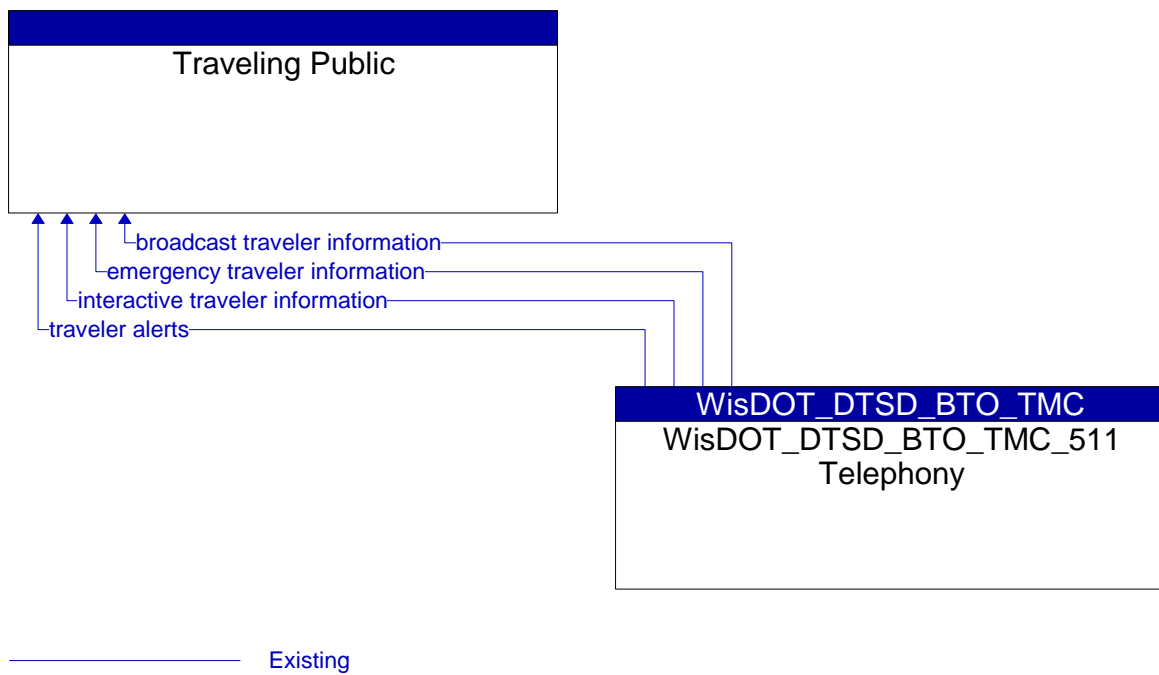 Traveling Public
broadcast traveler information
emergency traveler information
interactive traveler information
traveler alerts
WisDOT_DTSD_BTO_TMC
WisDOT_DTSD_BTO_TMC_511
Telephony
Existing